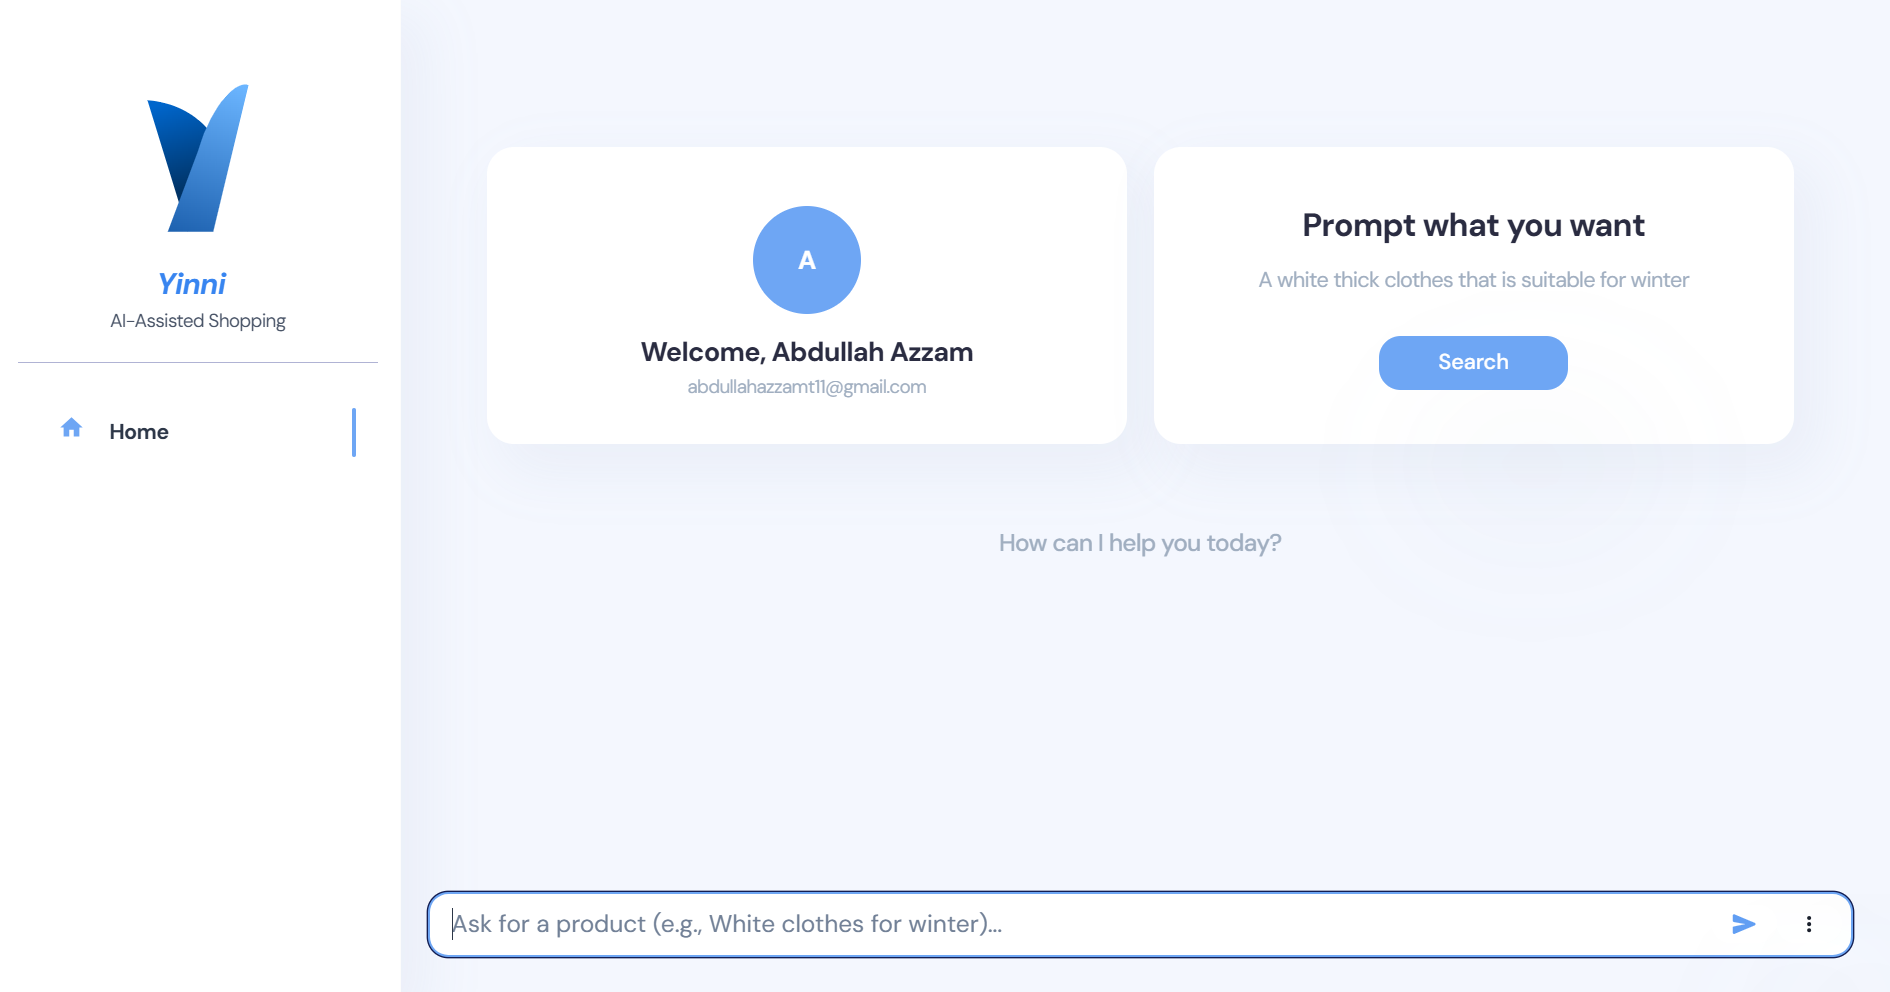 Yinni
AI-Assisted Shopping
Home
A
Welcome, Abdullah Azzam
abdullahazzamt11@gmail.com
Prompt what you want
A white thick clothes that is suitable for winter
Search
How can I help you today?
Ask for a product (e.g., White clothes for winter)...